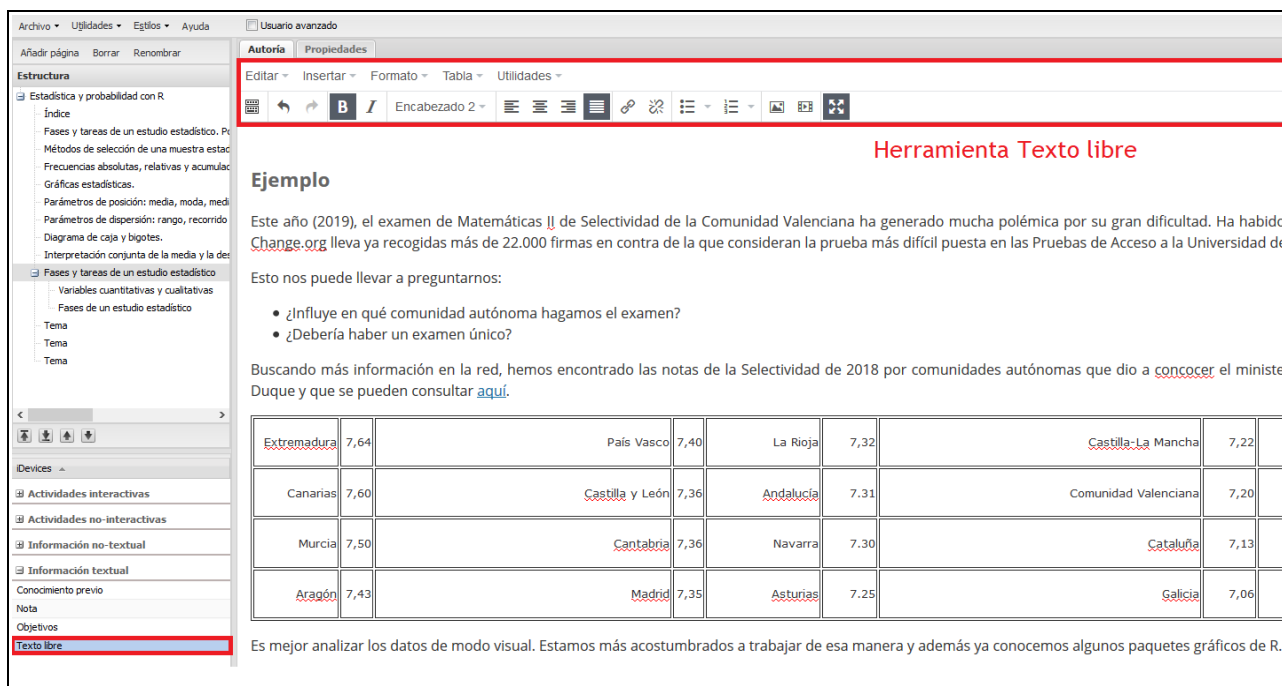 Archivo Utilidades Estilos Ayuda Usuario avanzado
Añadir página Borrar Renombrar
Estructura
Estadística y probabilidad con R
Índice
Fases y tareas de un estudio estadístico. Po
Métodos de selección de una muestra estad
Frecuencias absolutas, relativas y acumulad
Gráficas estadísticas.
Parámetros de posición: media, moda, medi
Parámetros de dispersión: rango, recorrido
Diagrama de caja y bigotes.
Interpretación conjunta de la media y la des
Fases y tareas de un estudio estadístico
Variables cuantitativas y cualitativas
Fases de un estudio estadístico
Tema
Tema
Tema
iDevices
Actividades interactivas
Actividades no-interactivas
Información no-textual
Información textual
Conocimiento previo
Nota
Objetivos
Texto libre
Autoría Propiedades
Editar Insertar Formato Tabla Utilidades
B I Encabezado 2
Herramienta Texto libre
Ejemplo
Este año (2019), el examen de Matemáticas II de Selectividad de la Comunidad Valenciana ha generado mucha polémica por su gran dificultad. Ha habido
Change.org lleva ya recogidas más de 22.000 firmas en contra de la que consideran la prueba más difícil puesta en las Pruebas de Acceso a la Universidad de
Esto nos puede llevar a preguntarnos:
• ¿Influye en qué comunidad autónoma hagamos el examen?
• ¿Debería haber un examen único?
Buscando más información en la red, hemos encontrado las notas de la Selectividad de 2018 por comunidades autónomas que dio a concocer el ministe
Duque y que se pueden consultar aquí.
Extremadura 7,64 País Vasco 7,40 La Rioja 7,32 Castilla-La Mancha 7,22
Canarias 7,60 Castilla y León 7,36 Andalucía 7.31 Comunidad Valenciana 7,20
Murcia 7,50 Cantabria 7,36 Navarra 7.30 Cataluña 7,13
Aragón 7,43 Madrid 7,35 Asturias 7.25 Galicia 7,06
Es mejor analizar los datos de modo visual. Estamos más acostumbrados a trabajar de esa manera y además ya conocemos algunos paquetes gráficos de R.